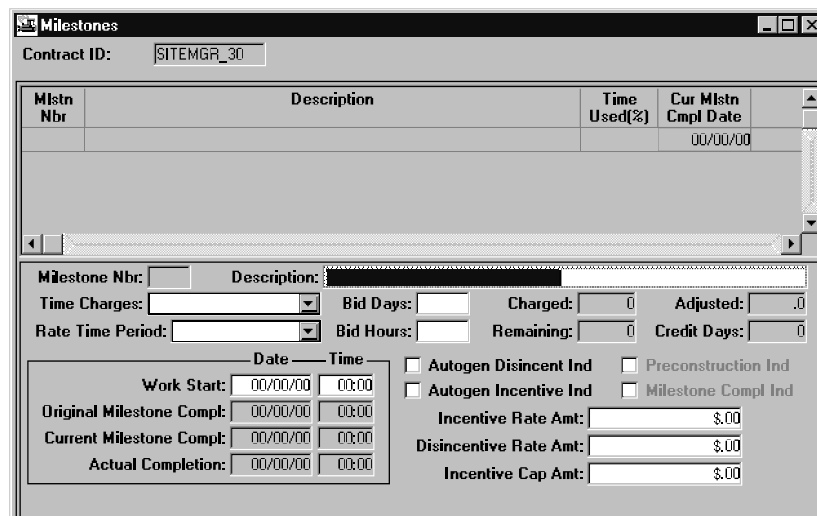 Milestones
Contract ID: SITEMGR_30
Mlstn Nbr Description Time Used(%) Cur Mlstn Cmpl Date
00/00/00
Milestone Nbr: Description:
Time Charges: Bid Days: Charged: 0 Adjusted: .0
Rate Time Period: Bid Hours: Remaining: 0 Credit Days: 0
Date Time
Work Start: 00/00/00 00:00
Original Milestone Compl: 00/00/00 00:00
Current Milestone Compl: 00/00/00 00:00
Actual Completion: 00/00/00 00:00
Autogen Disincent Ind Preconstruction Ind
Autogen Incentive Ind Milestone Compl Ind
Incentive Rate Amt: $.00
Disincentive Rate Amt: $.00
Incentive Cap Amt: $.00